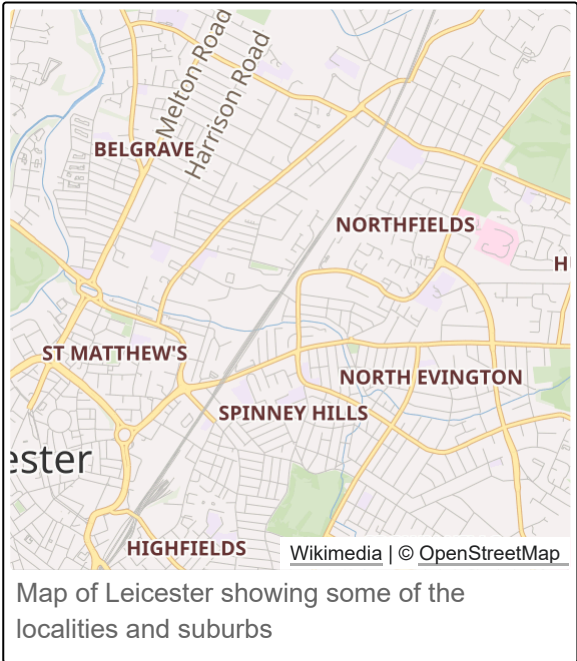 Melton Road
Harrison Road
BELGRAVE
NORTHFIELDS
H
ST MATTHEW'S
NORTH EVINGTON
SPINNEY HILLS
ester
HIGHFIELDS
Wikimedia | © OpenStreetMap
Map of Leicester showing some of the
localities and suburbs